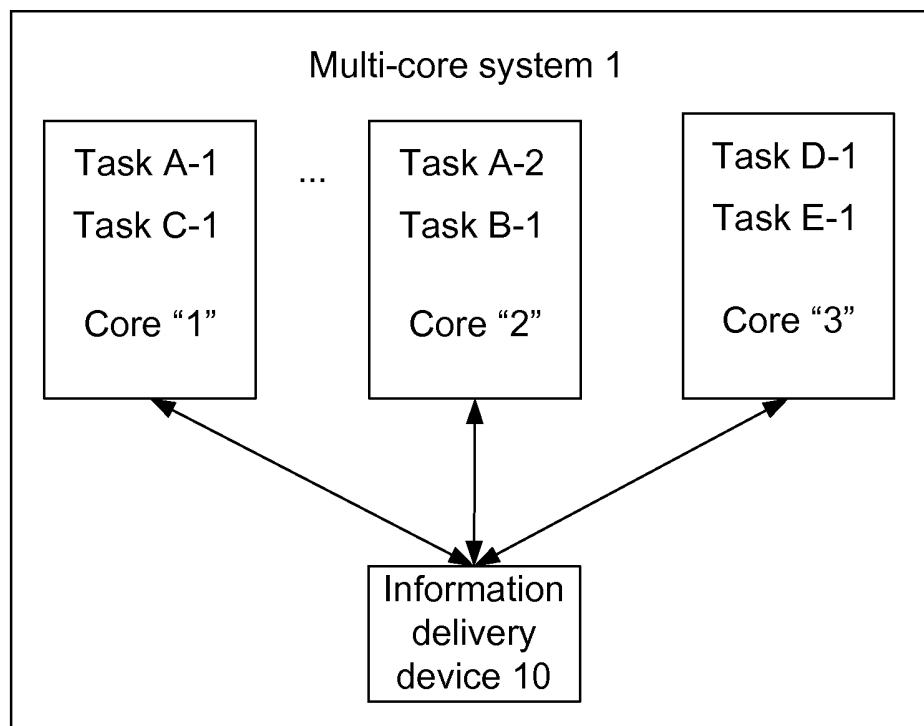 Multi-core system 1
Task A-1
Task C-1
Core “1”
...
Task A-2
Task B-1
Core “2”
Task D-1
Task E-1
Core “3”
Information
delivery
device 10